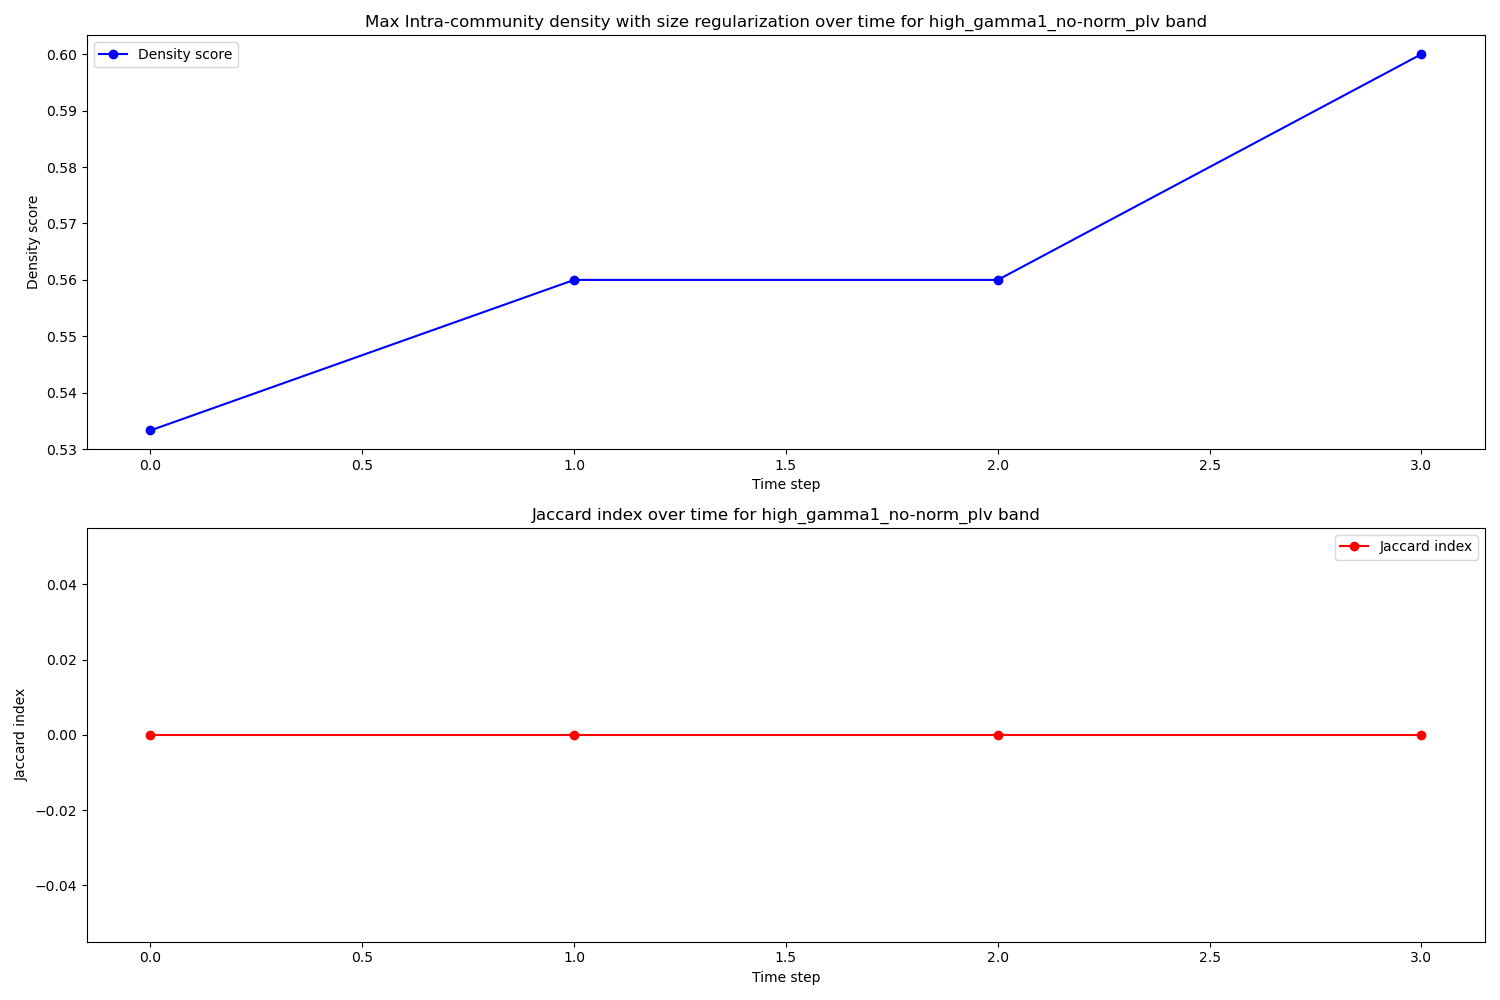 Max Intra-community density with size regularization over time for high_gamma1_no-norm_plv band
Density score
0.60
0.59
0.58
0.57
0.56
0.55
0.54
0.53
Density score
0.0 0.5 1.0 1.5 2.0 2.5 3.0
Time step
Jaccard index over time for high_gamma1_no-norm_plv band
Jaccard index
0.04
0.02
0.00
−0.02
−0.04
Jaccard index
0.0 0.5 1.0 1.5 2.0 2.5 3.0
Time step